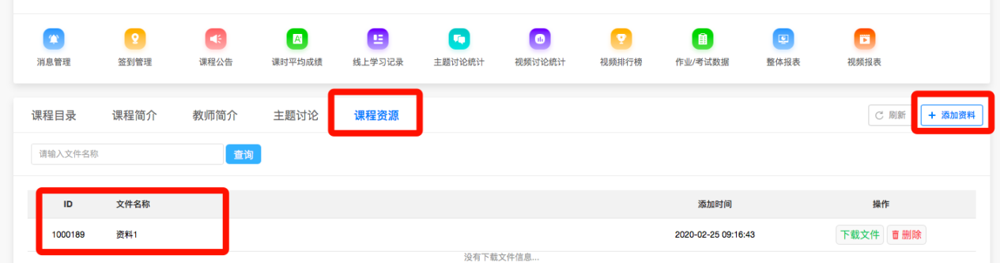 消息管理 签到管理 课程公告 课时平均成绩 线上学习记录 主题讨论统计 视频讨论统计 视频排行榜 作业/考试数据 整体报表 视频报表
课程目录 课程简介 教师简介 主题讨论 课程资源 刷新 + 添加资料
请输入文件名称 查询
ID 文件名称 添加时间 操作
1000189 资料1 2020-02-25 09:16:43 下载文件 删除
没有下载文件信息...